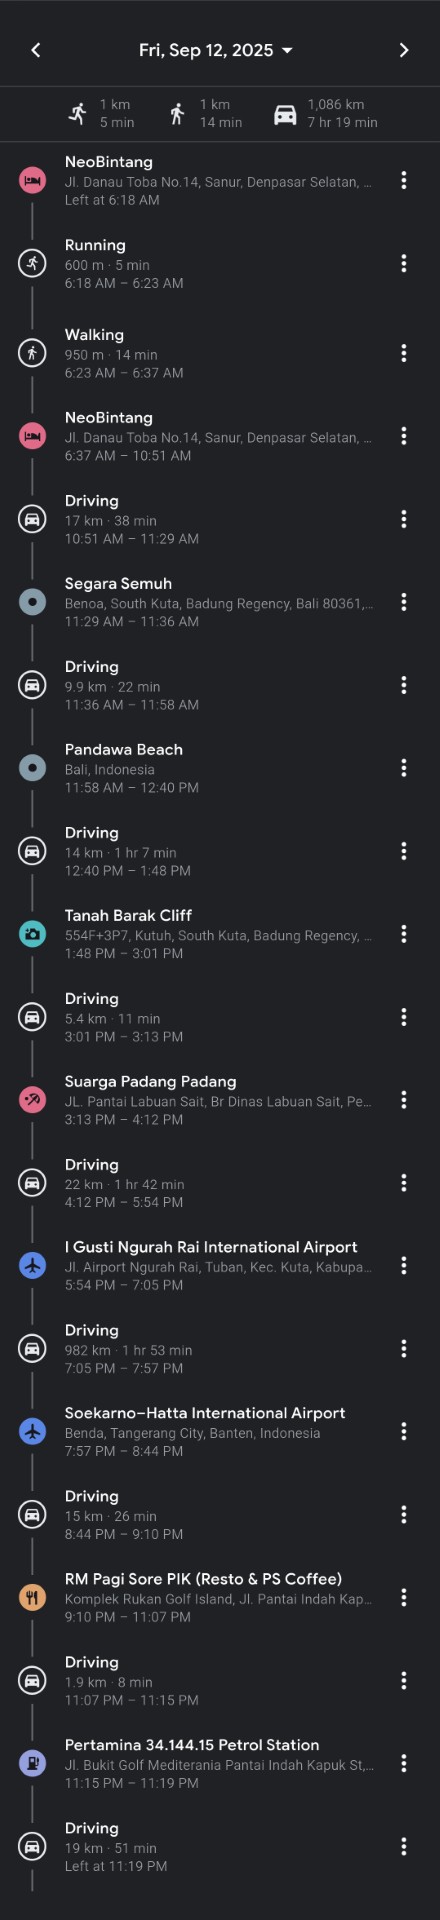 Fri, Sep 12, 2025
1 km
5 min
1 km
14 min
1,086 km
7 hr 19 min
NeoBintang
Jl. Danau Toba No.14, Sanur, Denpasar Selatan, ...
Left at 6:18 AM
Running
600 m · 5 min
6:18 AM – 6:23 AM
Walking
950 m · 14 min
6:23 AM – 6:37 AM
NeoBintang
Jl. Danau Toba No.14, Sanur, Denpasar Selatan, ...
6:37 AM – 10:51 AM
Driving
17 km · 38 min
10:51 AM – 11:29 AM
Segara Semuh
Benoa, South Kuta, Badung Regency, Bali 80361,...
11:29 AM – 11:36 AM
Driving
9.9 km · 22 min
11:36 AM – 11:58 AM
Pandawa Beach
Bali, Indonesia
11:58 AM – 12:40 PM
Driving
14 km · 1 hr 7 min
12:40 PM – 1:48 PM
Tanah Barak Cliff
554F+3P7, Kutuh, South Kuta, Badung Regency, ...
1:48 PM – 3:01 PM
Driving
5.4 km · 11 min
3:01 PM – 3:13 PM
Suarga Padang Padang
JL. Pantai Labuan Sait, Br Dinas Labuan Sait, Pe...
3:13 PM – 4:12 PM
Driving
22 km · 1 hr 42 min
4:12 PM – 5:54 PM
I Gusti Ngurah Rai International Airport
Jl. Airport Ngurah Rai, Tuban, Kec. Kuta, Kabupa...
5:54 PM – 7:05 PM
Driving
982 km · 1 hr 53 min
7:05 PM – 7:57 PM
Soekarno–Hatta International Airport
Benda, Tangerang City, Banten, Indonesia
7:57 PM – 8:44 PM
Driving
15 km · 26 min
8:44 PM – 9:10 PM
RM Pagi Sore PIK (Resto & PS Coffee)
Komplek Rukan Golf Island, Jl. Pantai Indah Kap...
9:10 PM – 11:07 PM
Driving
1.9 km · 8 min
11:07 PM – 11:15 PM
Pertamina 34.144.15 Petrol Station
Jl. Bukit Golf Mediterania Pantai Indah Kapuk St,...
11:15 PM – 11:19 PM
Driving
19 km · 51 min
Left at 11:19 PM